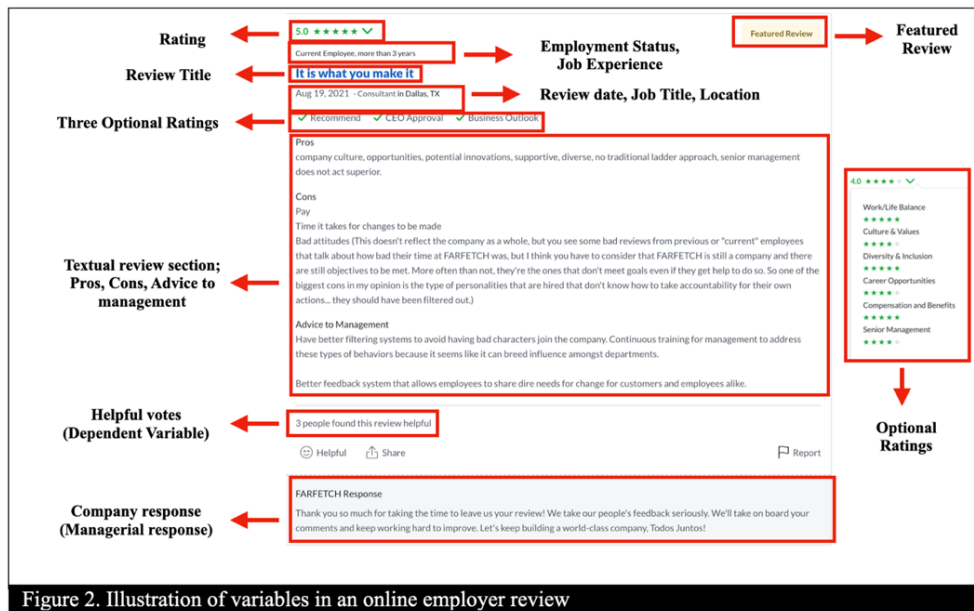 Rating
5.0 ★★★★★
Featured Review
Featured
Review
Current Employee, more than 3 years
Employment Status,
Job Experience
Review Title
It is what you make it
Aug 19, 2021 - Consultant in Dallas, TX
Review date, Job Title, Location
Three Optional Ratings
✓ Recommend ✓ CEO Approval ✓ Business Outlook
Pros
company culture, opportunities, potential innovations, supportive, diverse, no traditional ladder approach, senior management
does not act superior.
Cons
Pay
Time it takes for changes to be made
Bad attitudes (This doesn't reflect the company as a whole, but you see some bad reviews from previous or "current" employees
that talk about how bad their time at FARFETCH was, but I think you have to consider that FARFETCH is still a company and there
are still objectives to be met. More often than not, they're the ones that don't meet goals even if they get help to do so. So one of the
biggest cons in my opinion is the type of personalities that are hired that don't know how to take accountability for their own
actions... they should have been filtered out.)
Advice to Management
Have better filtering systems to avoid having bad characters join the company. Continuous training for management to address
these types of behaviors because it seems like it can breed influence amongst departments.
Better feedback system that allows employees to share dire needs for change for customers and employees alike.
Textual review section;
Pros, Cons, Advice to
management
4.0 ★★★★★
Work/Life Balance
★★★★★
Culture & Values
★★★★★
Diversity & Inclusion
★★★★★
Career Opportunities
★★★★★
Compensation and Benefits
★★★★★
Senior Management
★★★★★
Optional
Ratings
Helpful votes
(Dependent Variable)
3 people found this review helpful
Helpful Share Report
Company response
(Managerial response)
FARFETCH Response
Thank you so much for taking the time to leave us your review! We take our people's feedback seriously. We'll take on board your
comments and keep working hard to improve. Let's keep building a world-class company, Todos Juntos!
Figure 2. Illustration of variables in an online employer review